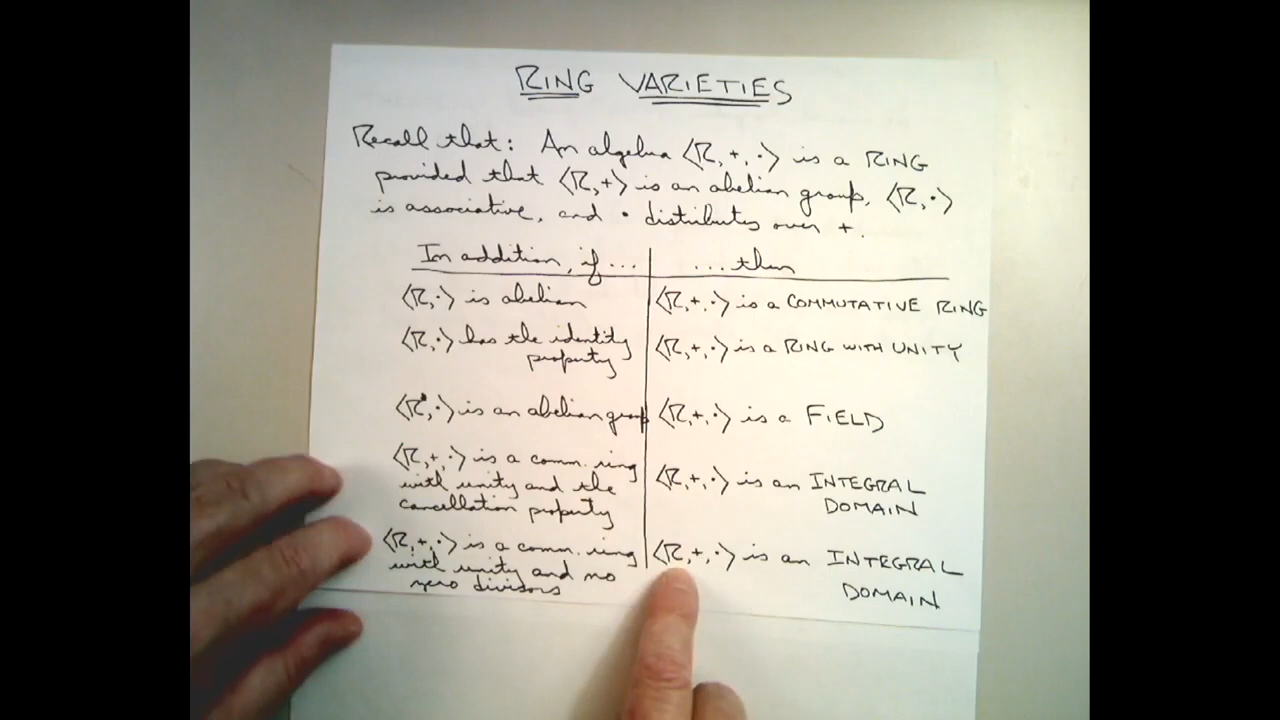 RING VARIETIES
Recall that: An algebra ⟨R, +, ·⟩ is a RING
provided that ⟨R, +⟩ is an abelian group, ⟨R, ·⟩
is associative, and · distributes over +.
In addition, if... ...then
⟨R, ·⟩ is abelian ⟨R, +, ·⟩ is a COMMUTATIVE RING
⟨R, ·⟩ has the identity ⟨R, +, ·⟩ is a RING WITH UNITY
property
⟨R*, ·⟩ is an abelian group ⟨R, +, ·⟩ is a FIELD
⟨R, +, ·⟩ is a comm. ring
with unity and the
cancellation property
⟨R, +, ·⟩ is an INTEGRAL
DOMAIN
⟨R, +, ·⟩ is a comm. ring
with unity and no
zero divisors
⟨R, +, ·⟩ is an INTEGRAL
DOMAIN